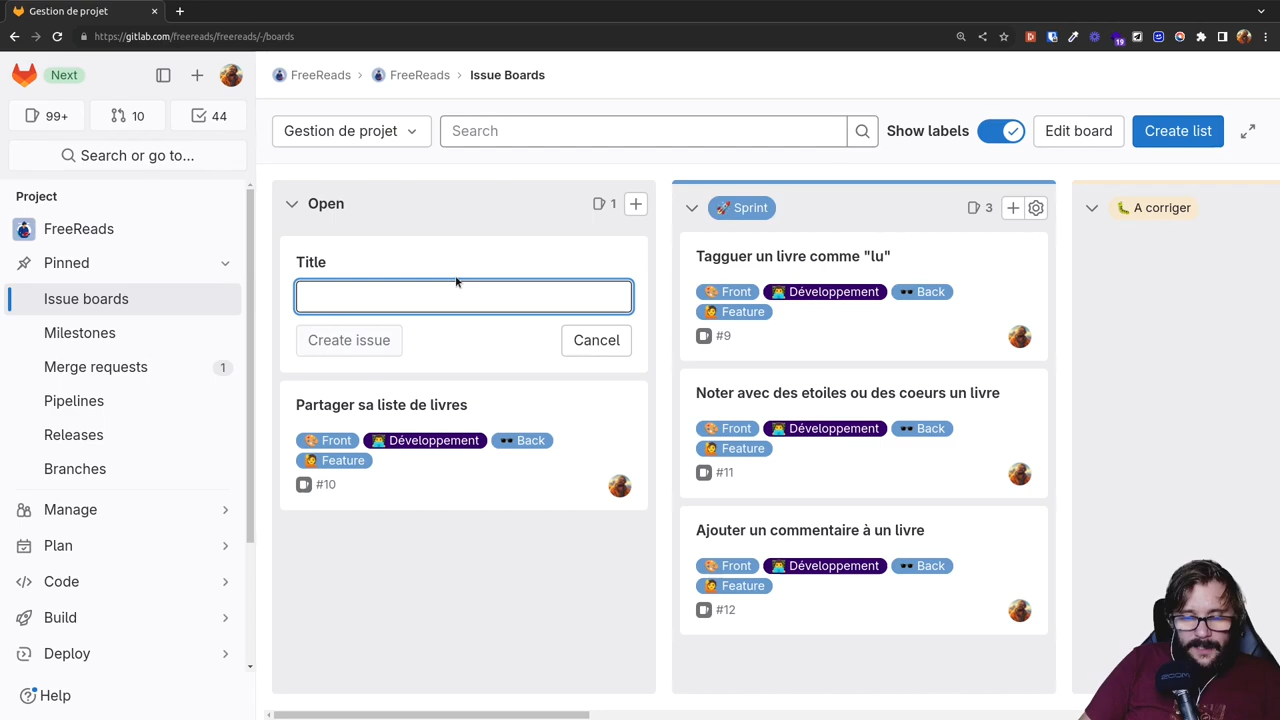 Gestion de projet
https://gitlab.com/freereads/freereads/-/boards
19
Next
FreeReads
FreeReads
Issue Boards
99+
10
44
Gestion de projet
Search
Show labels
Edit board
Create list
Search or go to...
Project
FreeReads
Pinned
Issue boards
Milestones
Merge requests
1
Pipelines
Releases
Branches
Manage
Plan
Code
Build
Deploy
Help
Open
1
Title
Create issue
Cancel
Partager sa liste de livres
Front
Développement
Back
Feature
#10
Sprint
3
Tagguer un livre comme "lu"
Front
Développement
Back
Feature
#9
Noter avec des etoiles ou des coeurs un livre
Front
Développement
Back
Feature
#11
Ajouter un commentaire à un livre
Front
Développement
Back
Feature
#12
A corriger
zoom